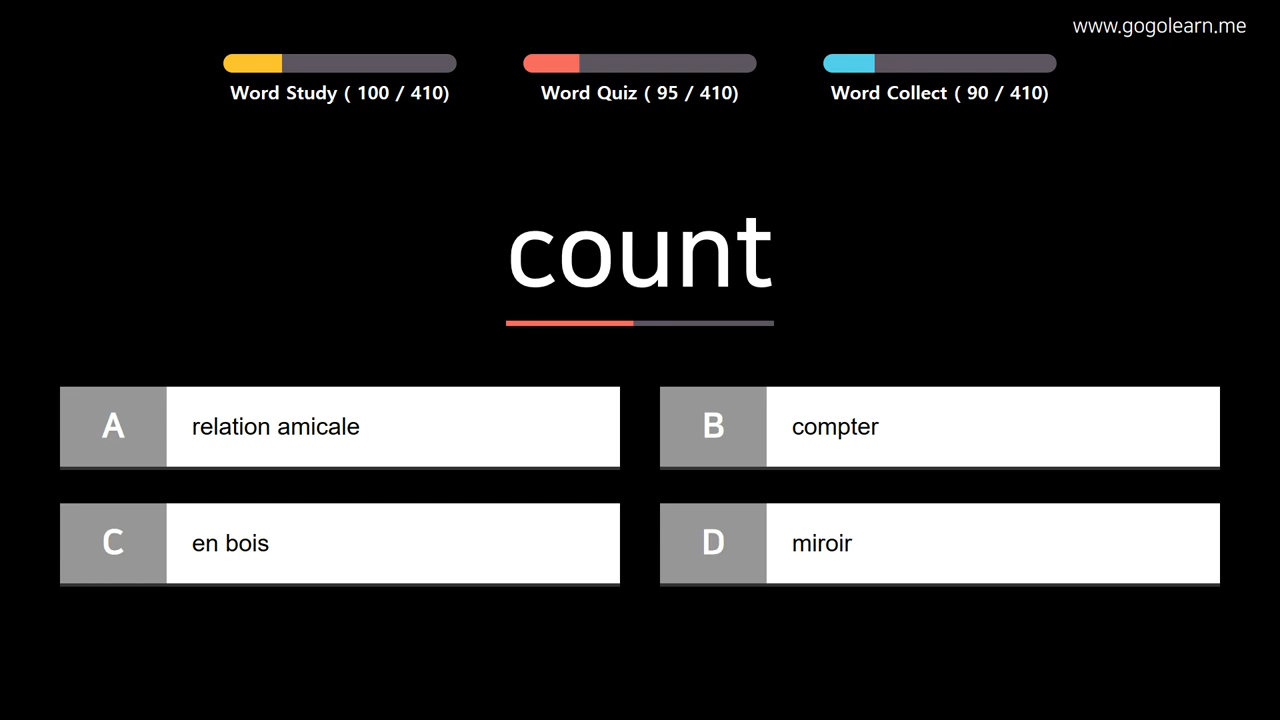 www.gogolearn.me
Word Study ( 100 / 410)
Word Quiz ( 95 / 410)
Word Collect ( 90 / 410)
count
A
relation amicale
B
compter
C
en bois
D
miroir